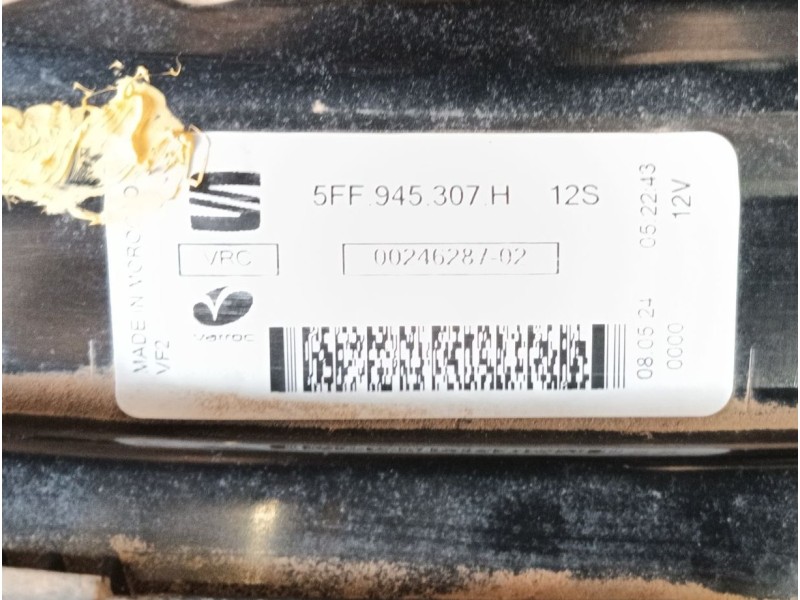 5FF.945.307.H 12S
VRC 00246287-02
varroc
MADE IN MOROCCO
VF2
08.05.24 05:22:43
0000 12V